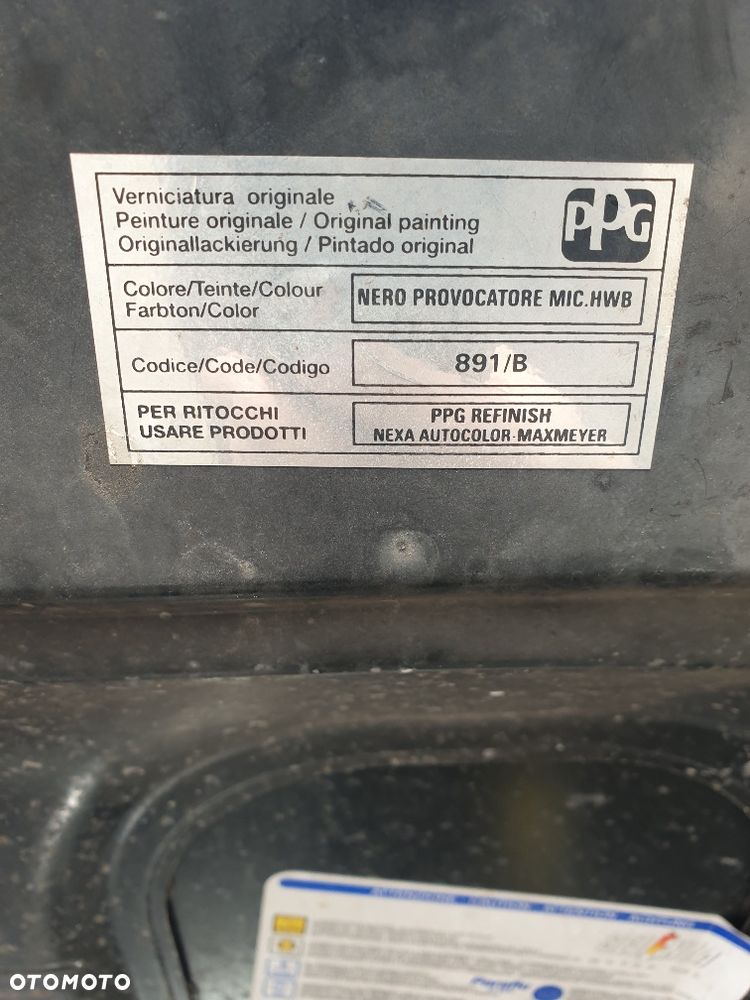 Verniciatura originale
Peinture originale / Original painting
Originallackierung / Pintado original
PPG
Colore/Teinte/Colour
Farbton/Color
NERO PROVOCATORE MIC.HWB
Codice/Code/Codigo
891/B
PER RITOCCHI
USARE PRODOTTI
PPG REFINISH
NEXA AUTOCOLOR-MAXMEYER
OTOMOTO